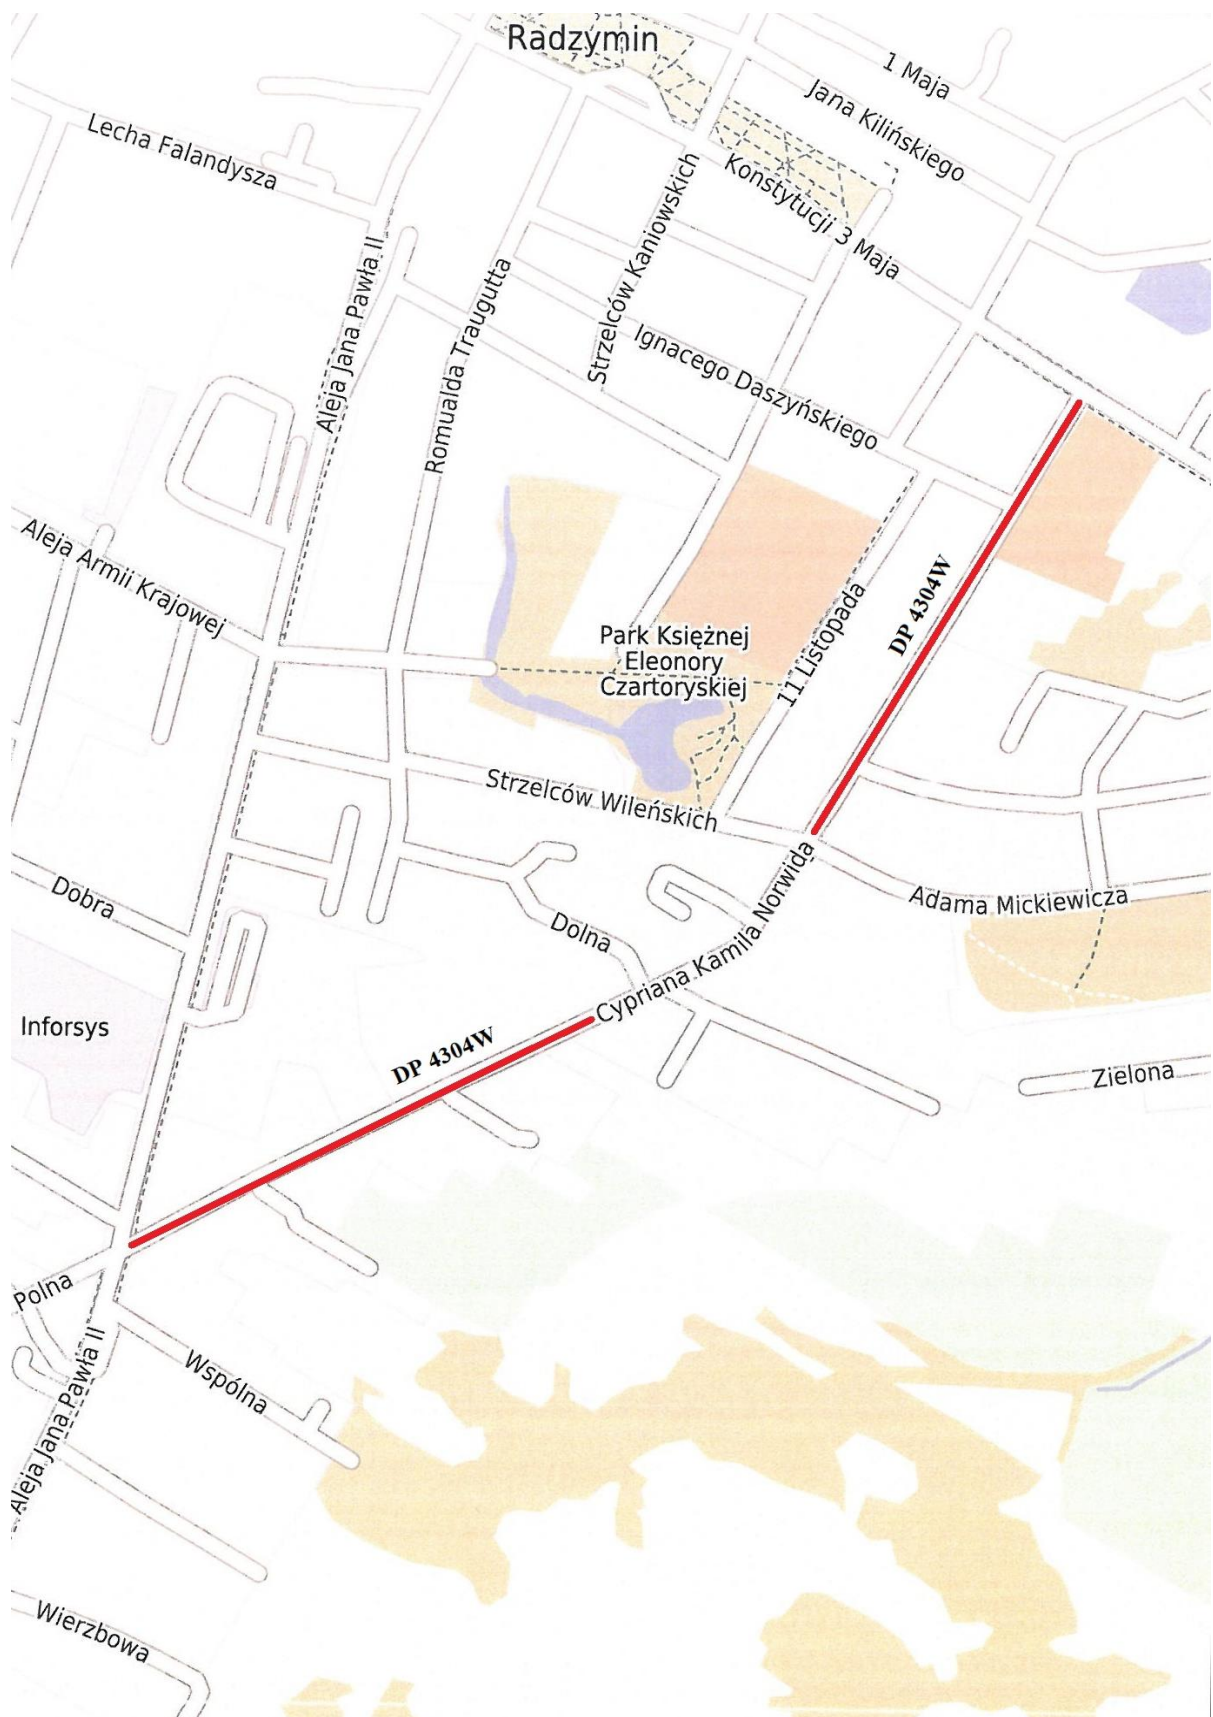 Radzymin
1 Maja
Jana Kilińskiego
Lecha Falandysza
Konstytucji 3 Maja
Strzelców Kaniowskich
Aleja Jana Pawła II
Romualda Traugutta
Ignacego Daszyńskiego
Aleja Armii Krajowej
DP 4304W
11 Listopada
Park Księżnej
Eleonory
Czartoryskiej
Strzelców Wileńskich
Dobra
Dolna
Cypriana Kamila Norwida
Adama Mickiewicza
Inforsys
DP 4304W
Zielona
Polna
Wspólna
Aleja Jana Pawła II
Wierzbowa